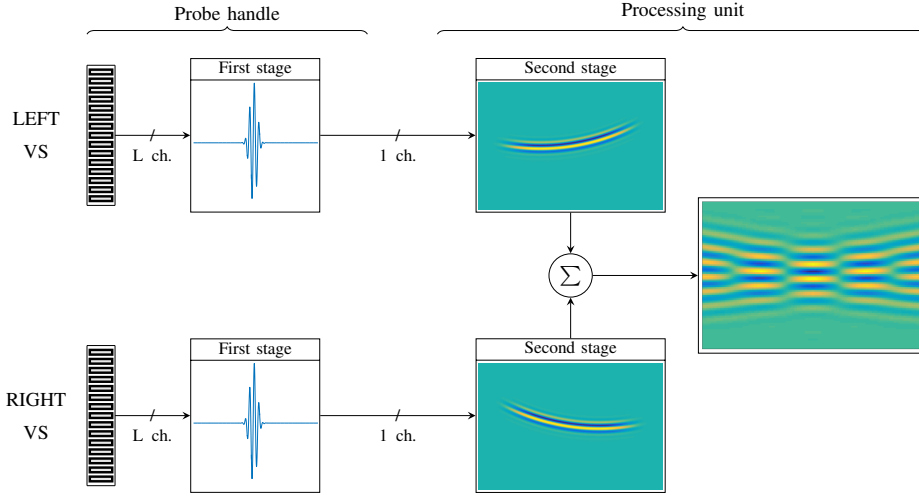 Probe handle
Processing unit
First stage
Second stage
LEFT
VS
L ch.
1 ch.
∑
First stage
Second stage
RIGHT
VS
L ch.
1 ch.